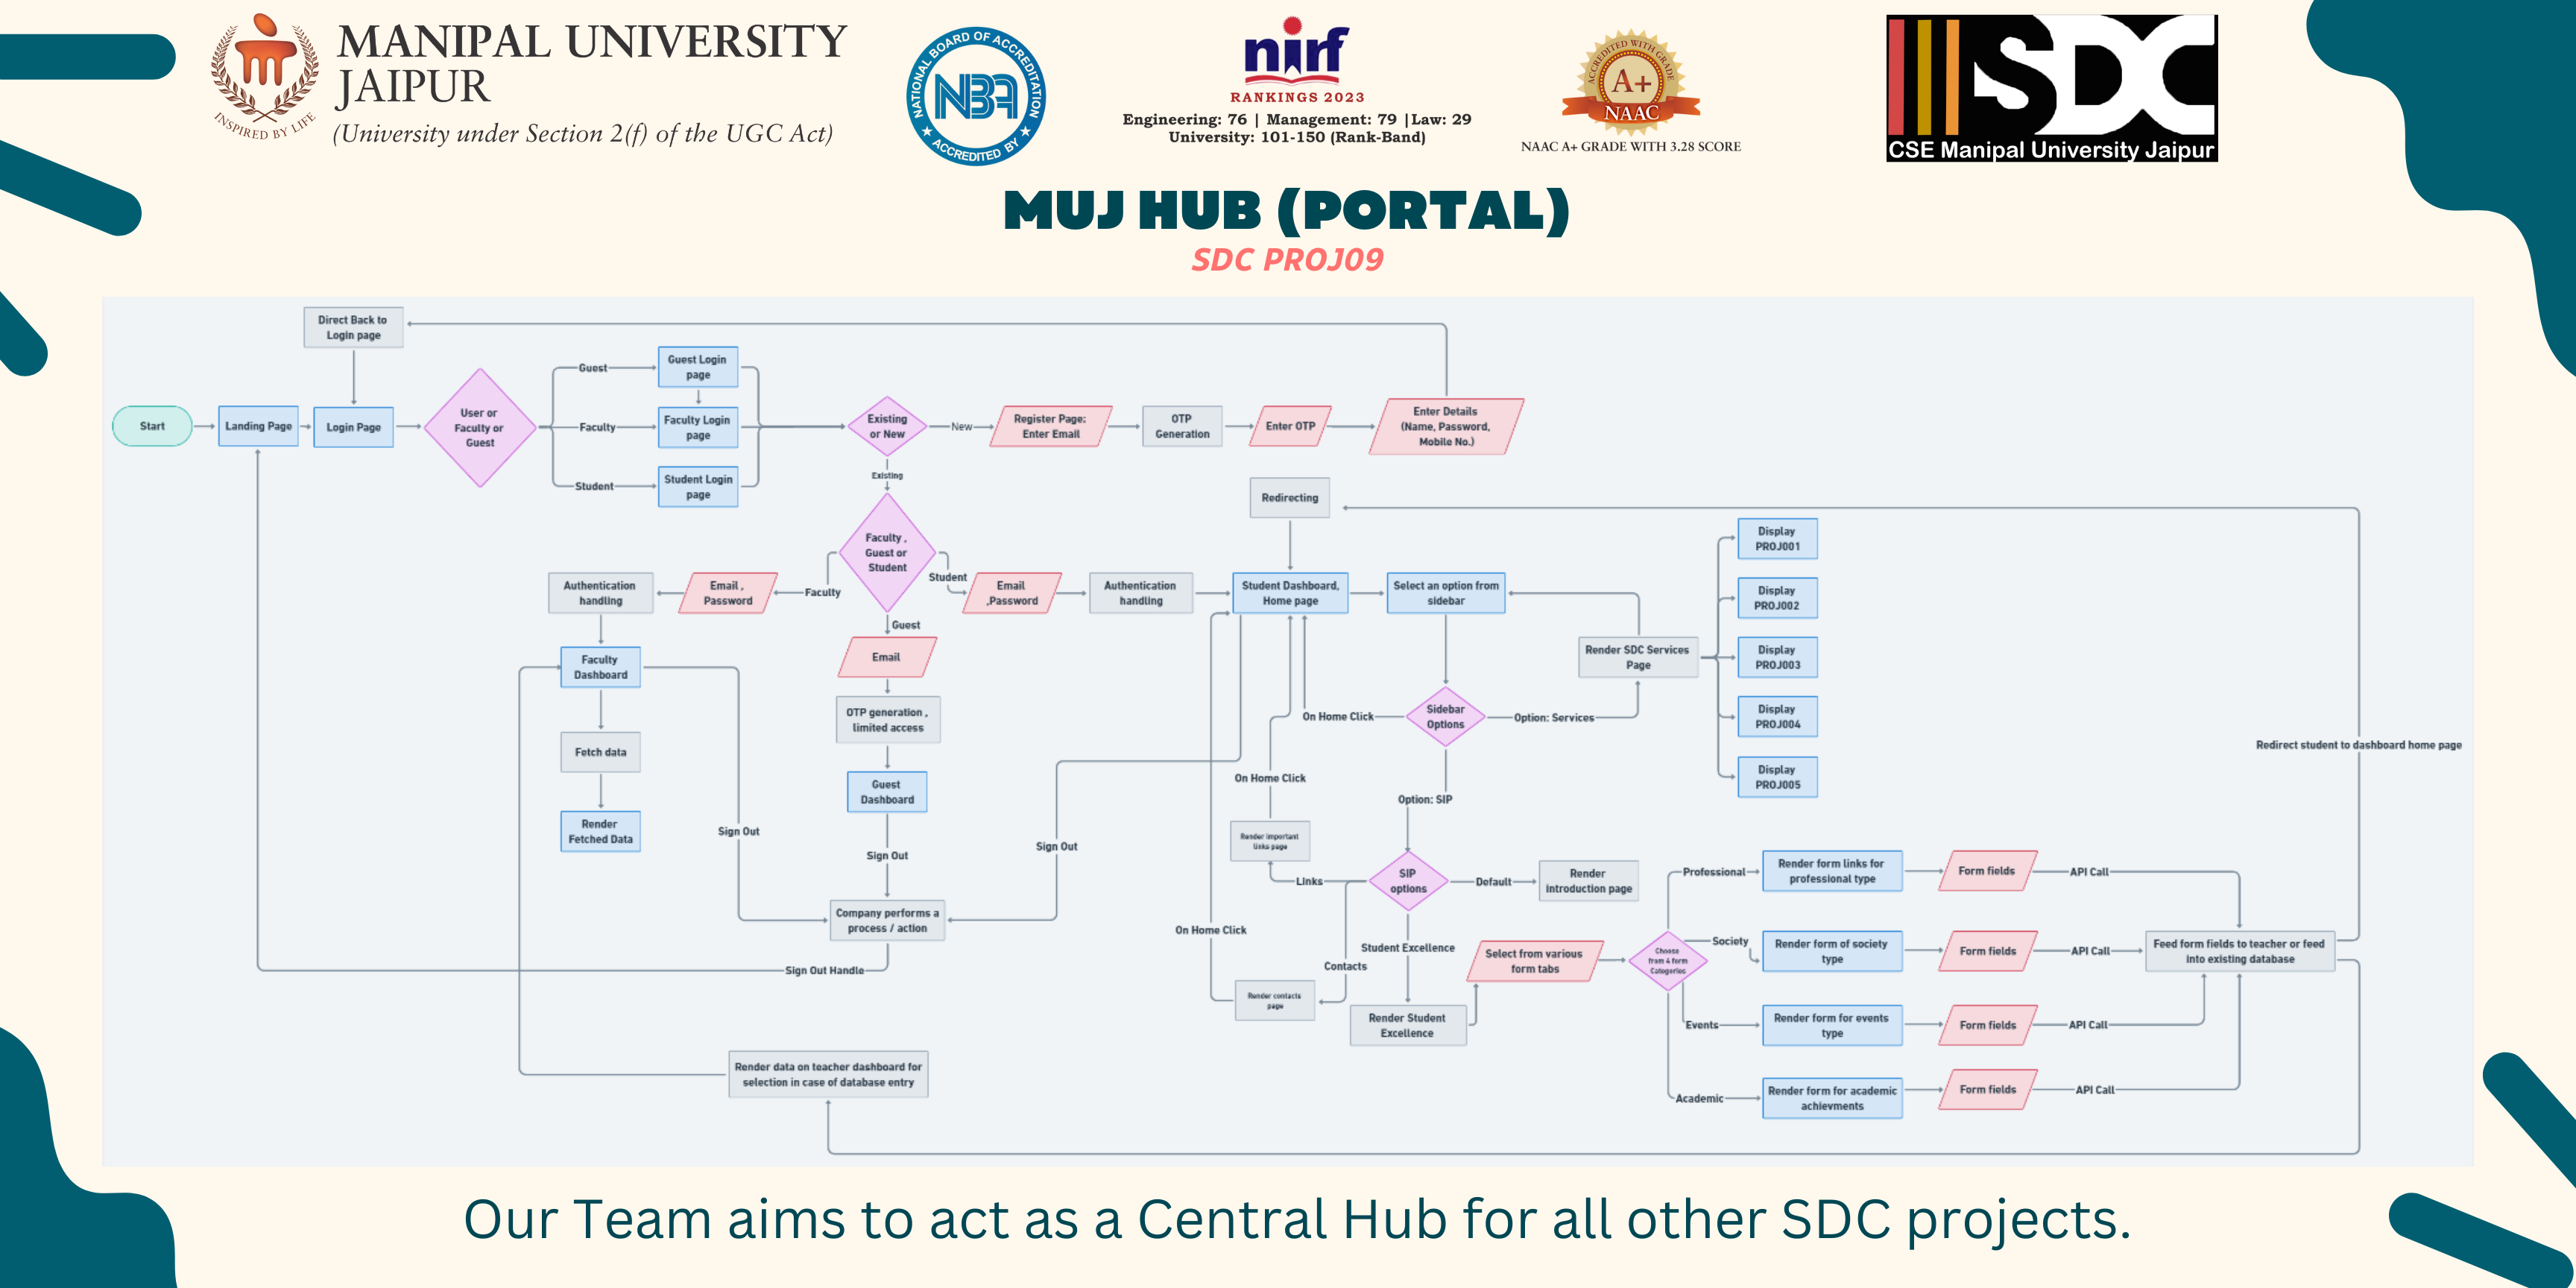 MANIPAL UNIVERSITY
JAIPUR
(University under Section 2(f) of the UGC Act)
INSPIRED BY LIFE
NATIONAL BOARD OF ACCREDITATION
NBA
ACCREDITED BY
nirf
RANKINGS 2023
Engineering: 76 | Management: 79 |Law: 29
University: 101-150 (Rank-Band)
ACCREDITED WITH GRADE
A+
NAAC
NAAC A+ GRADE WITH 3.28 SCORE
SDC
CSE Manipal University Jaipur
MUJ HUB (PORTAL)
SDC PROJ09
Direct Back to
Login page
Start
Landing Page
Login Page
User or
Faculty or
Guest
Guest
Faculty
Student
Guest Login
page
Faculty Login
page
Student Login
page
Existing
or New
New
Register Page:
Enter Email
OTP
Generation
Enter OTP
Enter Details
(Name, Password,
Mobile No.)
Existing
Faculty ,
Guest or
Student
Faculty
Email ,
Password
Authentication
handling
Student
Email
,Password
Authentication
handling
Redirecting
Student Dashboard,
Home page
Select an option from
sidebar
Guest
Email
OTP generation ,
limited access
Guest
Dashboard
Sign Out
Faculty
Dashboard
Fetch data
Render
Fetched Data
Sign Out
Sign Out
Company performs a
process / action
Sign Out Handle
Render data on teacher dashboard for
selection in case of database entry
Sidebar
Options
On Home Click
Option: Services
Render SDC Services
Page
Display
PROJ001
Display
PROJ002
Display
PROJ003
Display
PROJ004
Display
PROJ005
Option: SIP
On Home Click
Render important
links page
Links
SIP
options
Default
Render
introduction page
On Home Click
Contacts
Render contacts
page
Student Excellence
Render Student
Excellence
Select from various
form tabs
Choose
from 4 form
Categories
Professional
Render form links for
professional type
Form fields
API Call
Society
Render form of society
type
Form fields
API Call
Events
Render form for events
type
Form fields
API Call
Academic
Render form for academic
achievments
Form fields
API Call
Feed form fields to teacher or feed
into existing database
Redirect student to dashboard home page
Our Team aims to act as a Central Hub for all other SDC projects.